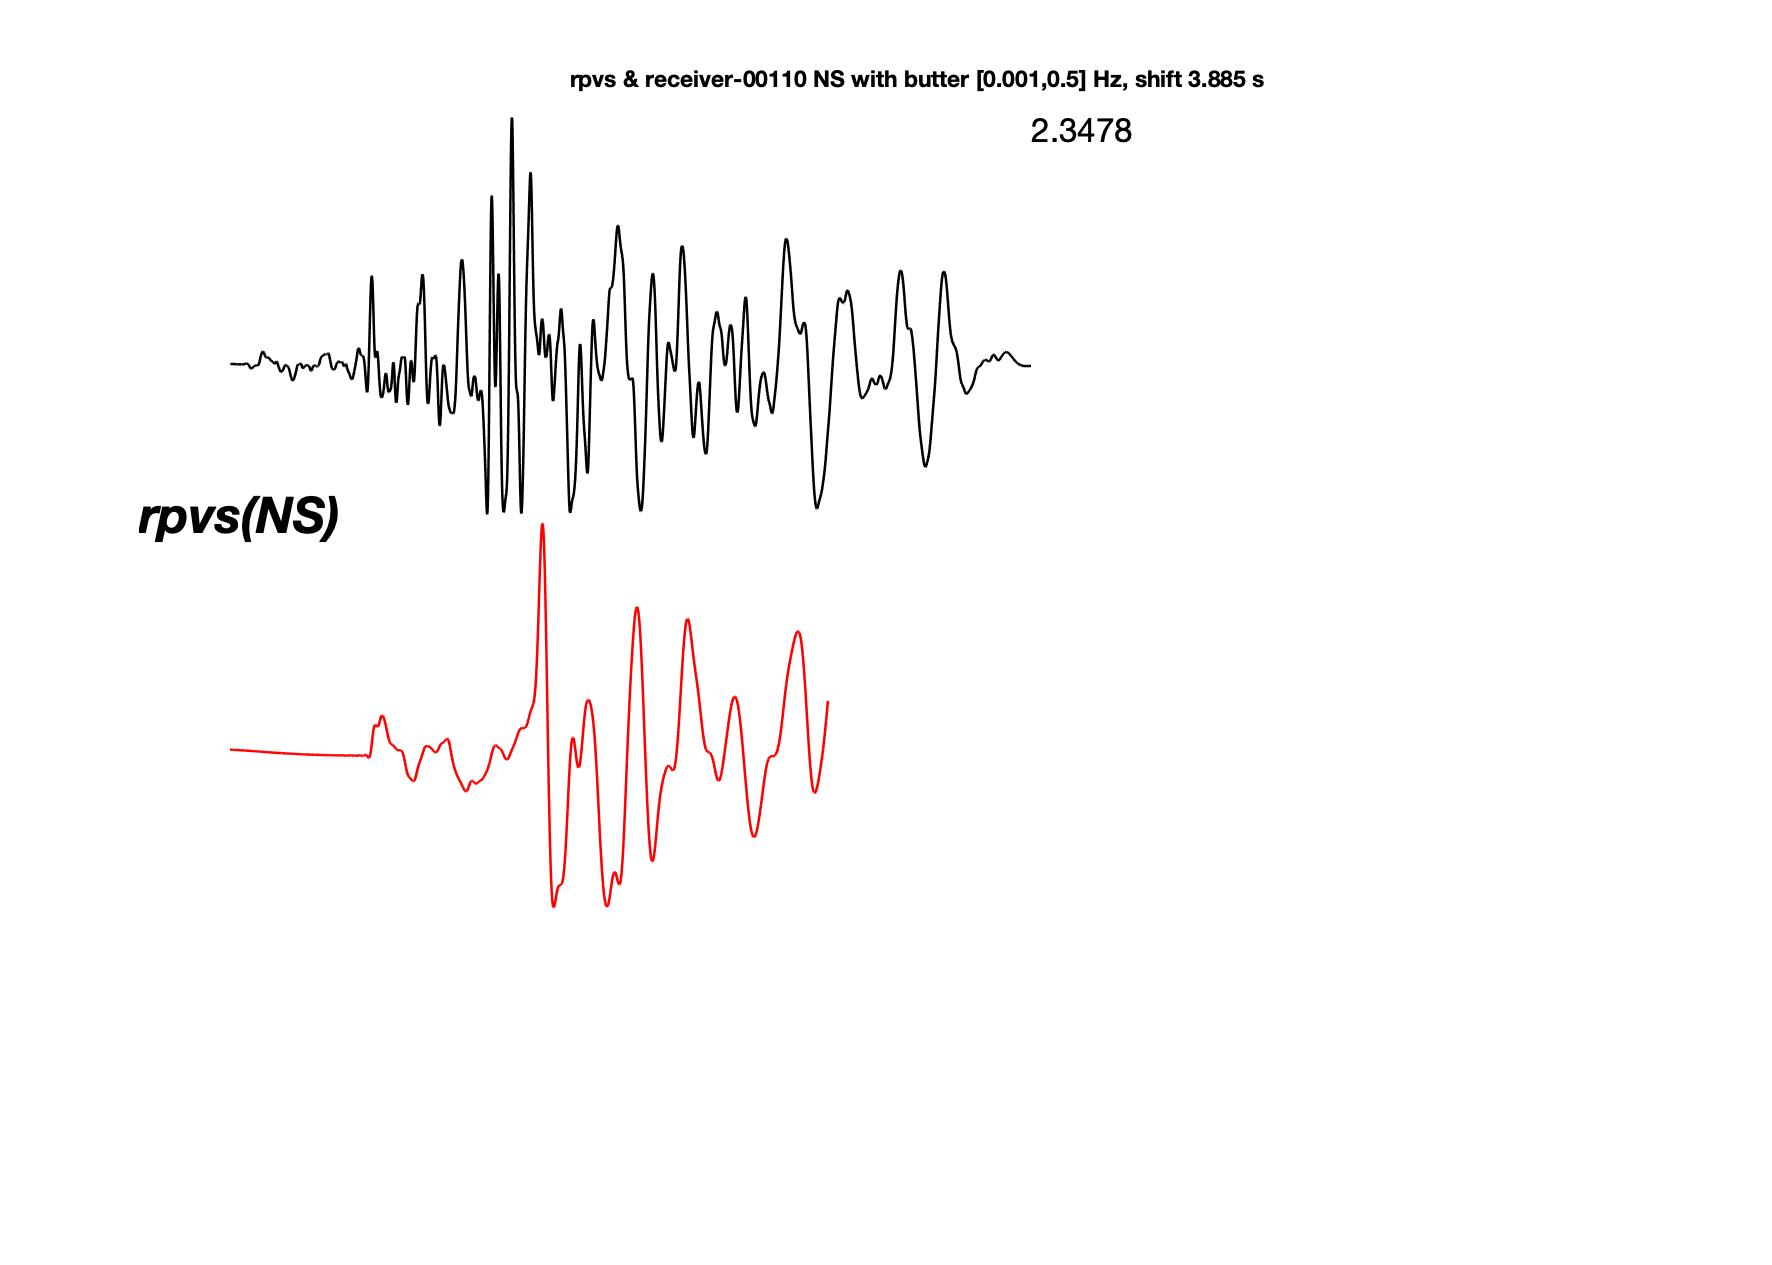 rpvs & receiver-00110 NS with butter [0.001,0.5] Hz, shift 3.885 s
2.3478
rpvs(NS)